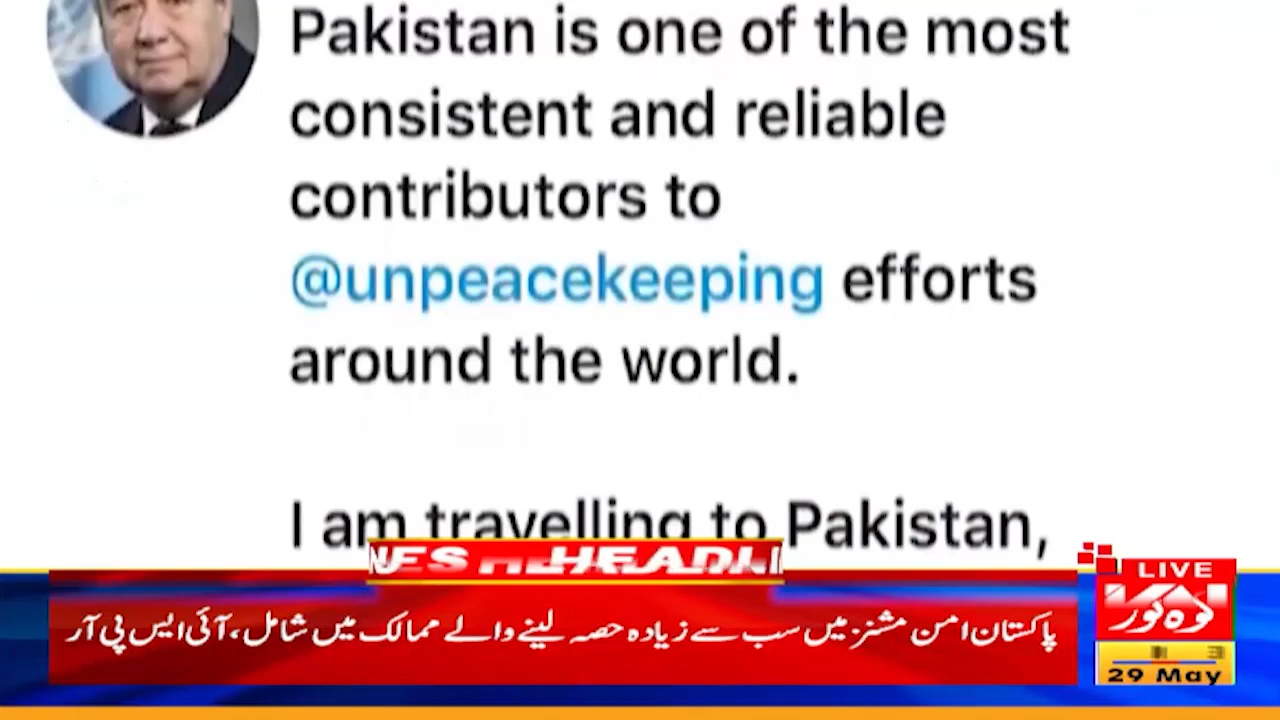 Pakistan is one of the most
consistent and reliable
contributors to
@unpeacekeeping efforts
around the world.
I am travelling to Pakistan,
پاکستان امن مشنز میں سب سے زیادہ حصہ لینے والے ممالک میں شامل، آئی ایس پی آر
LIVE
کوہ نور
29 May